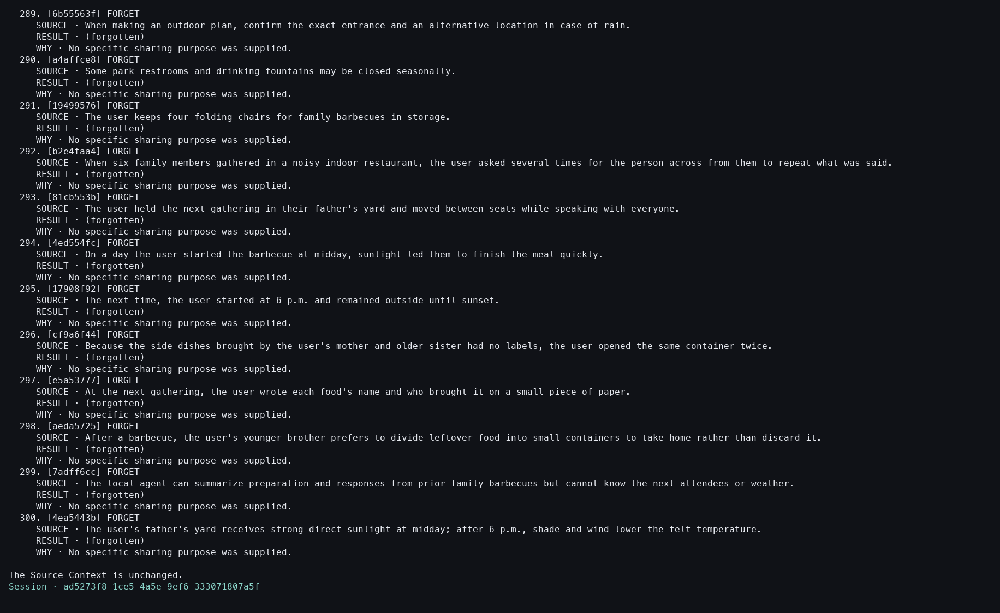 289. [6b55563f] FORGET
SOURCE · When making an outdoor plan, confirm the exact entrance and an alternative location in case of rain.
RESULT · (forgotten)
WHY · No specific sharing purpose was supplied.
290. [a4affce8] FORGET
SOURCE · Some park restrooms and drinking fountains may be closed seasonally.
RESULT · (forgotten)
WHY · No specific sharing purpose was supplied.
291. [19499576] FORGET
SOURCE · The user keeps four folding chairs for family barbecues in storage.
RESULT · (forgotten)
WHY · No specific sharing purpose was supplied.
292. [b2e4faa4] FORGET
SOURCE · When six family members gathered in a noisy indoor restaurant, the user asked several times for the person across from them to repeat what was said.
RESULT · (forgotten)
WHY · No specific sharing purpose was supplied.
293. [81cb553b] FORGET
SOURCE · The user held the next gathering in their father's yard and moved between seats while speaking with everyone.
RESULT · (forgotten)
WHY · No specific sharing purpose was supplied.
294. [4ed554fc] FORGET
SOURCE · On a day the user started the barbecue at midday, sunlight led them to finish the meal quickly.
RESULT · (forgotten)
WHY · No specific sharing purpose was supplied.
295. [17908f92] FORGET
SOURCE · The next time, the user started at 6 p.m. and remained outside until sunset.
RESULT · (forgotten)
WHY · No specific sharing purpose was supplied.
296. [cf9a6f44] FORGET
SOURCE · Because the side dishes brought by the user's mother and older sister had no labels, the user opened the same container twice.
RESULT · (forgotten)
WHY · No specific sharing purpose was supplied.
297. [e5a53777] FORGET
SOURCE · At the next gathering, the user wrote each food's name and who brought it on a small piece of paper.
RESULT · (forgotten)
WHY · No specific sharing purpose was supplied.
298. [aeda5725] FORGET
SOURCE · After a barbecue, the user's younger brother prefers to divide leftover food into small containers to take home rather than discard it.
RESULT · (forgotten)
WHY · No specific sharing purpose was supplied.
299. [7adff6cc] FORGET
SOURCE · The local agent can summarize preparation and responses from prior family barbecues but cannot know the next attendees or weather.
RESULT · (forgotten)
WHY · No specific sharing purpose was supplied.
300. [4ea5443b] FORGET
SOURCE · The user's father's yard receives strong direct sunlight at midday; after 6 p.m., shade and wind lower the felt temperature.
RESULT · (forgotten)
WHY · No specific sharing purpose was supplied.
The Source Context is unchanged.
Session · ad5273f8-1ce5-4a5e-9ef6-333071807a5f